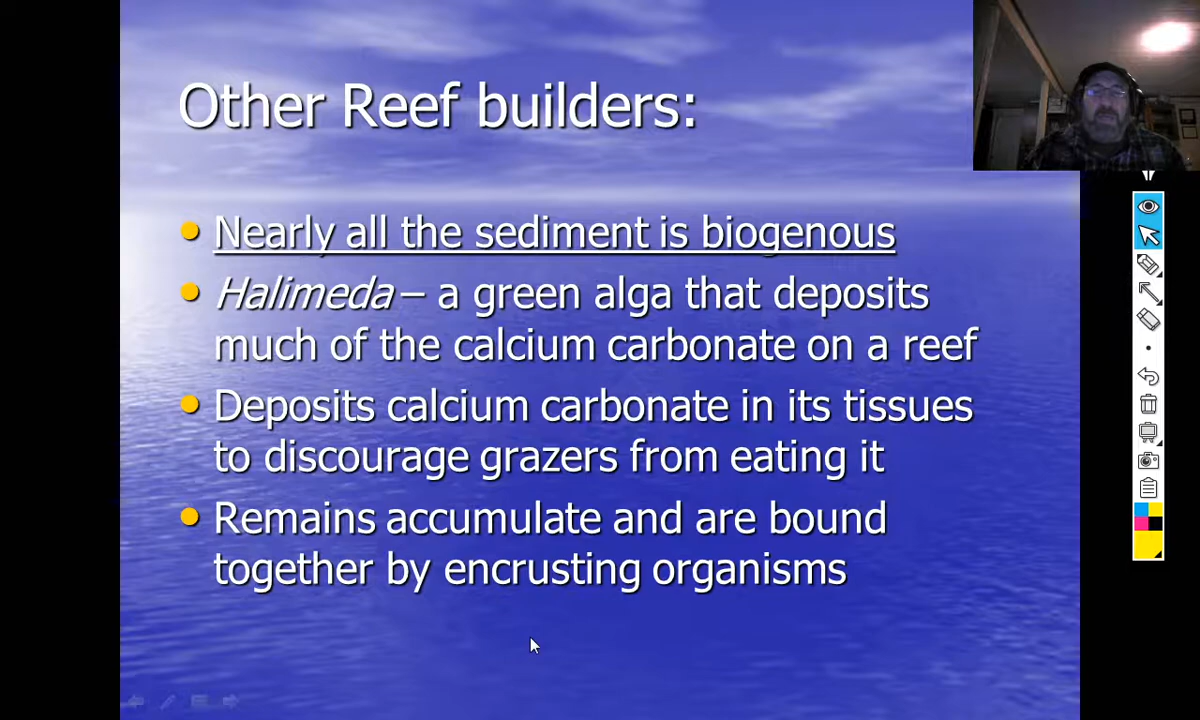 Other Reef builders:
Nearly all the sediment is biogenous
Halimeda – a green alga that deposits
much of the calcium carbonate on a reef
Deposits calcium carbonate in its tissues
to discourage grazers from eating it
Remains accumulate and are bound
together by encrusting organisms